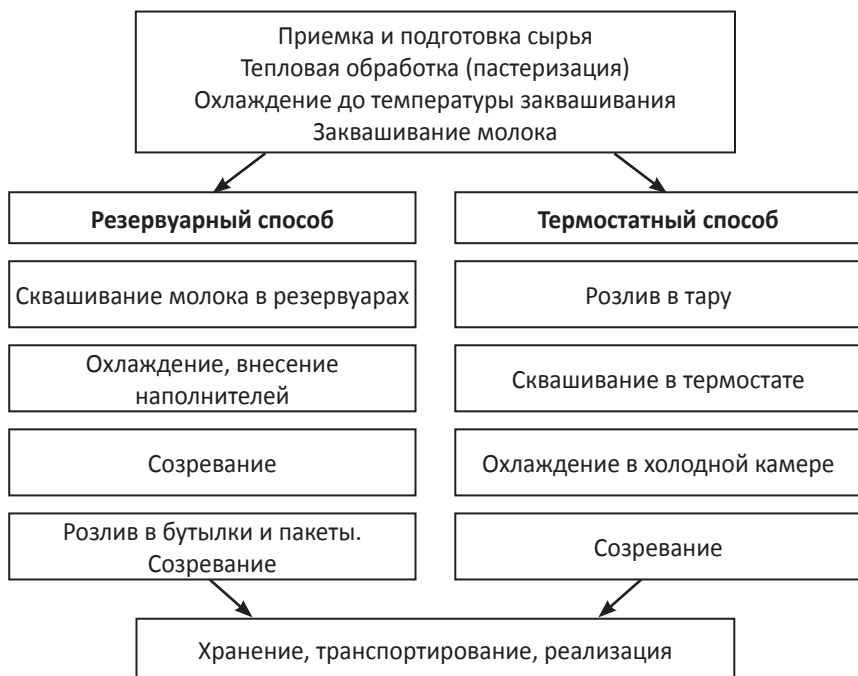 Приемка и подготовка сырья
Тепловая обработка (пастеризация)
Охлаждение до температуры заквашивания
Заквашивание молока
Резервуарный способ
Термостатный способ
Сквашивание молока в резервуарах
Розлив в тару
Охлаждение, внесение
наполнителей
Сквашивание в термостате
Созревание
Охлаждение в холодной камере
Розлив в бутылки и пакеты.
Созревание
Созревание
Хранение, транспортирование, реализация